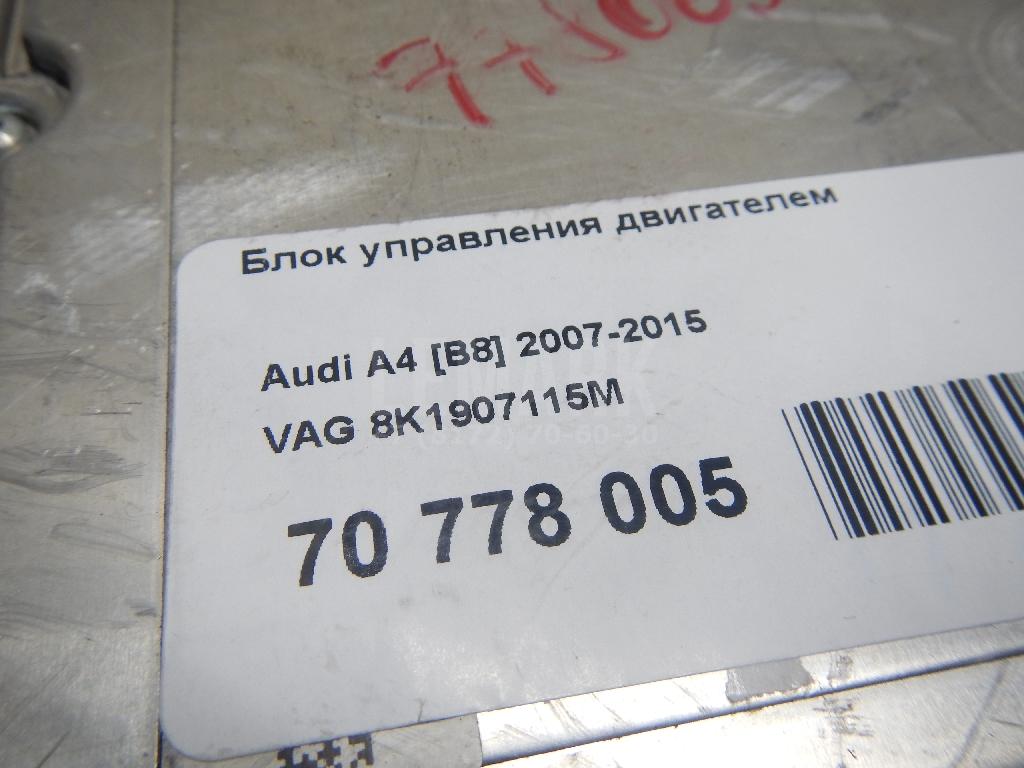 Блок управления двигателем
Audi A4 [B8] 2007-2015
VAG 8K1907115M
70 778 005